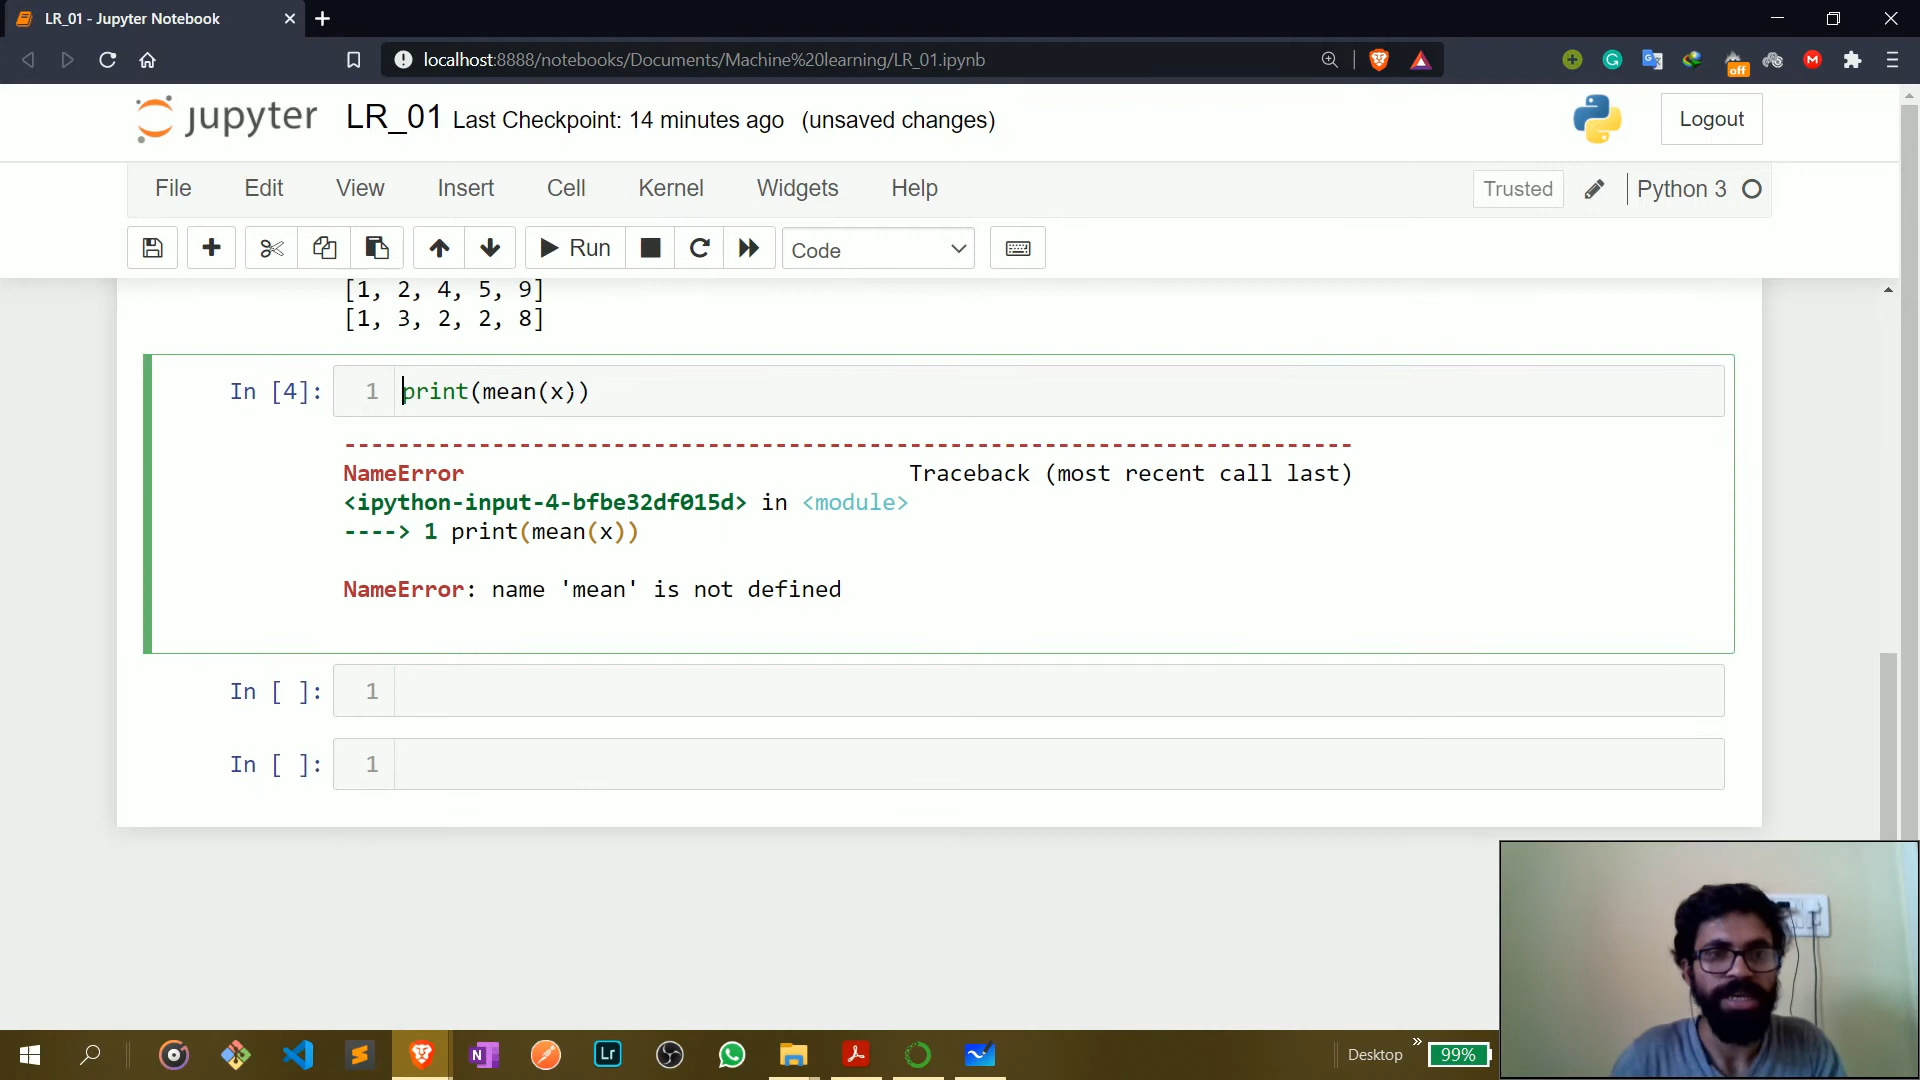 LR_01 - Jupyter Notebook
localhost:8888/notebooks/Documents/Machine%20learning/LR_01.ipynb
off
M
jupyter LR_01 Last Checkpoint: 14 minutes ago (unsaved changes)
Logout
File Edit View Insert Cell Kernel Widgets Help
Trusted
Python 3
Run
Code
[1, 2, 4, 5, 9]
[1, 3, 2, 2, 8]
In [4]: 1 print(mean(x))
---------------------------------------------------------------------------
NameError Traceback (most recent call last)
<ipython-input-4-bfbe32df015d> in <module>
----> 1 print(mean(x))
NameError: name 'mean' is not defined
In [ ]: 1
In [ ]: 1
N
Lr
Desktop
»
99%